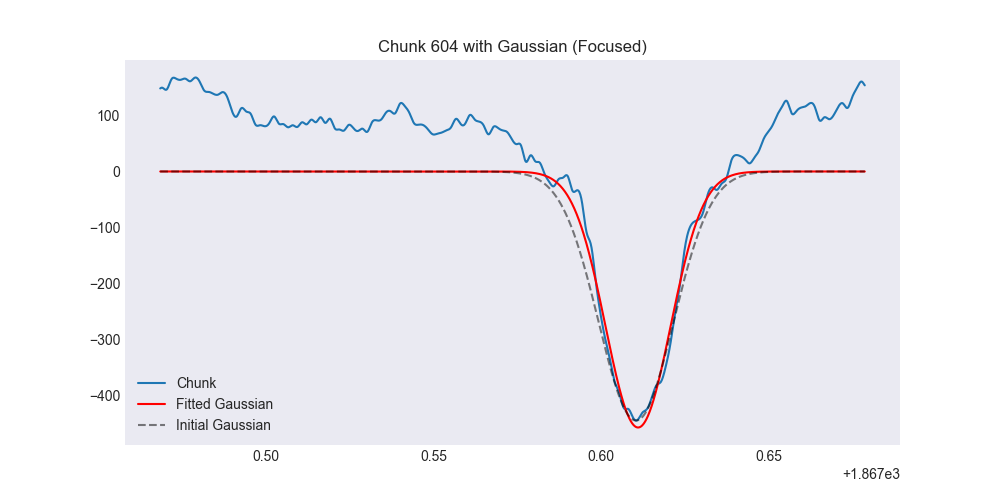 Chunk 604 with Gaussian (Focused)
100
0
−100
−200
−300
−400
Chunk
Fitted Gaussian
Initial Gaussian
0.50 0.55 0.60 0.65
+1.867e3